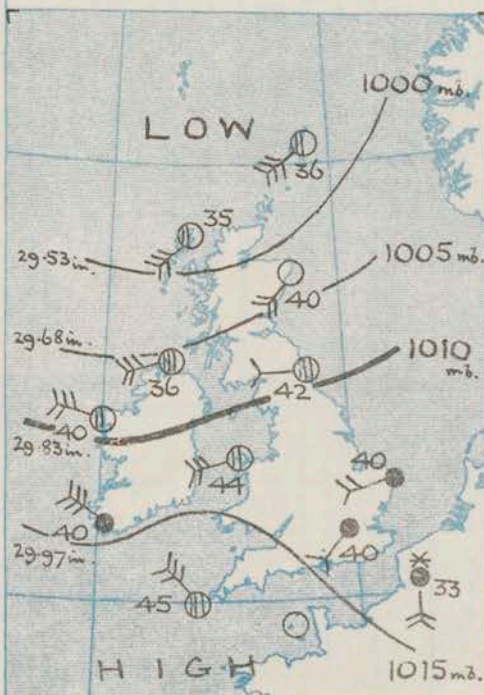 1000 mb.
LOW
36
35
29·53 in.
1005 mb.
40
29·68 in.
1010 mb.
36
42
40
29·83 in.
40
44
40
29·97 in.
40
33
45
HIGH
1015 mb.